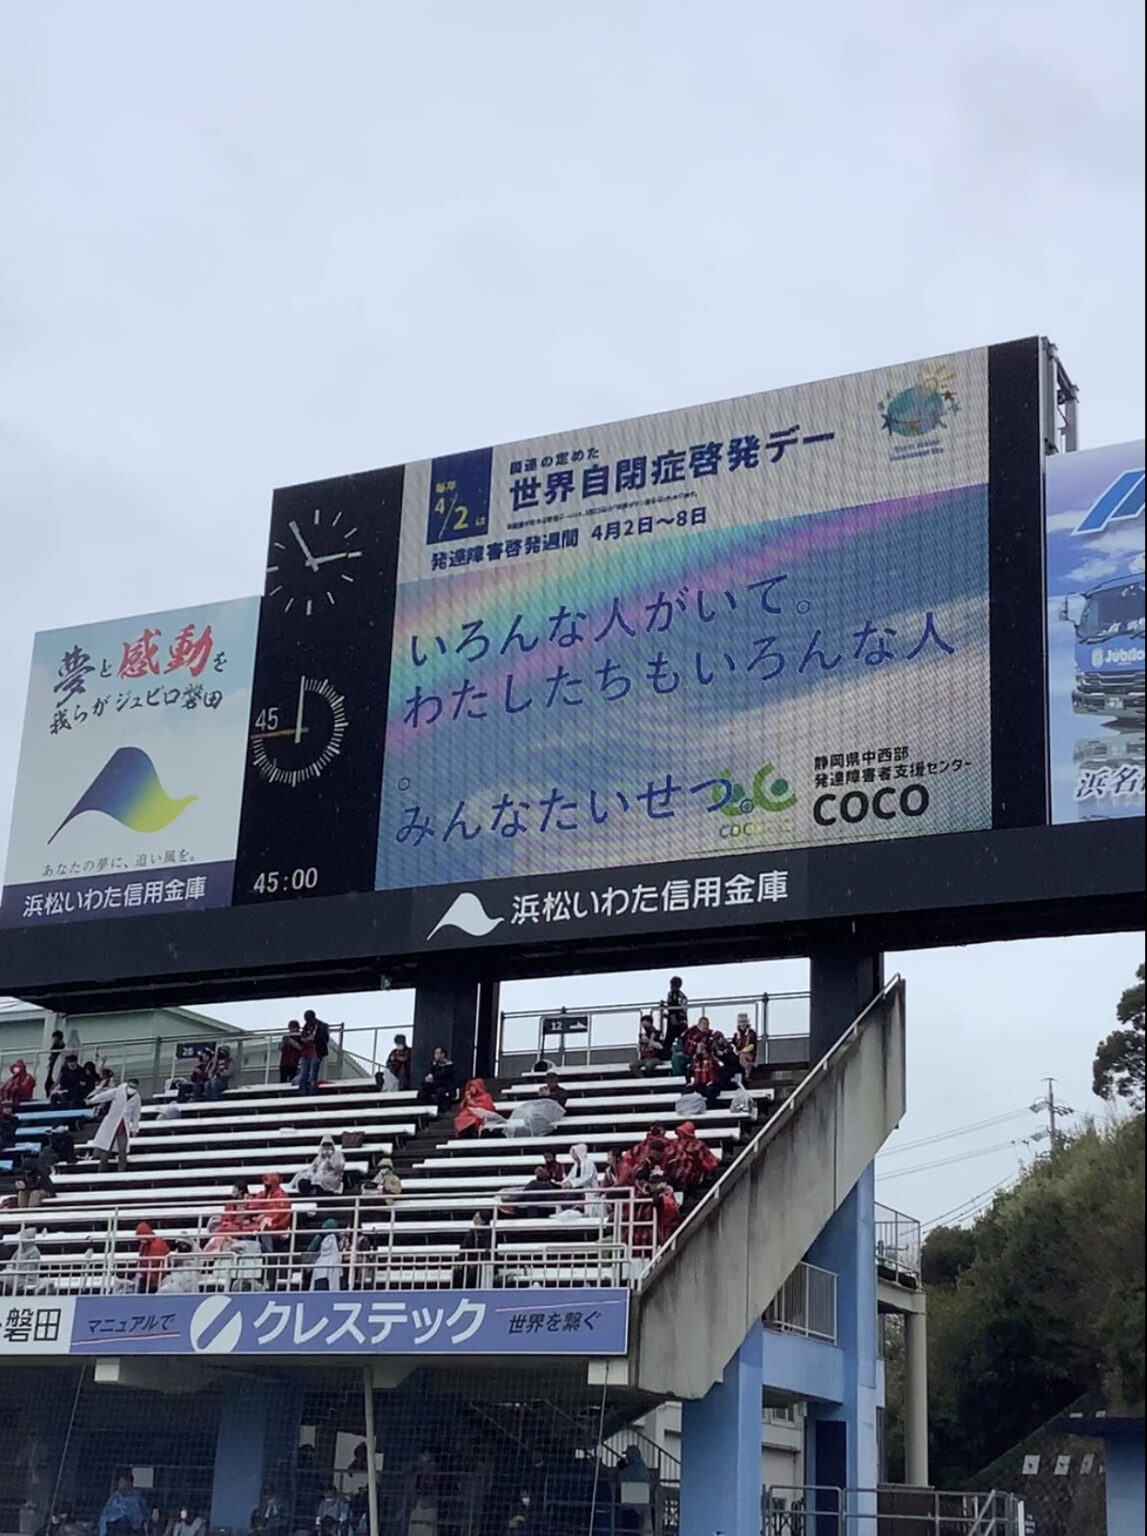 毎年
4/2 は
国連の定めた
世界自閉症啓発デー
発達障害啓発週間 4月2日～8日
いろんな人がいて。
わたしたちもいろんな人
。
みんなたいせつ。
静岡県中西部
発達障害者支援センター
COCO
45
45:00
浜松いわた信用金庫
夢と感動を
我らがジュビロ磐田
あなたの夢に、追い風を。
浜松いわた信用金庫
Jubilo
浜名
28
12
磐田
マニュアルで
クレステック
世界を繋ぐ